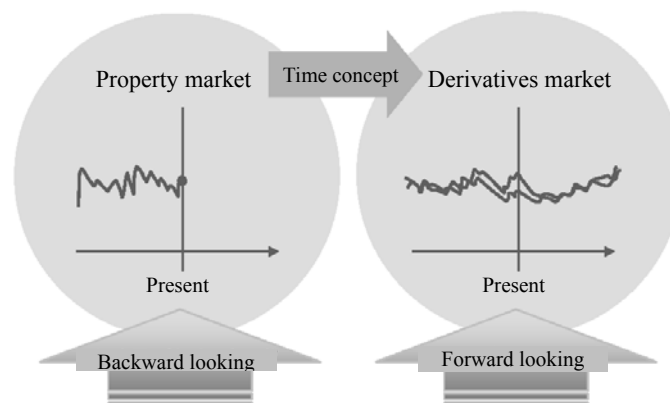 Property market
Time concept
Derivatives market
Present
Present
Backward looking
Forward looking